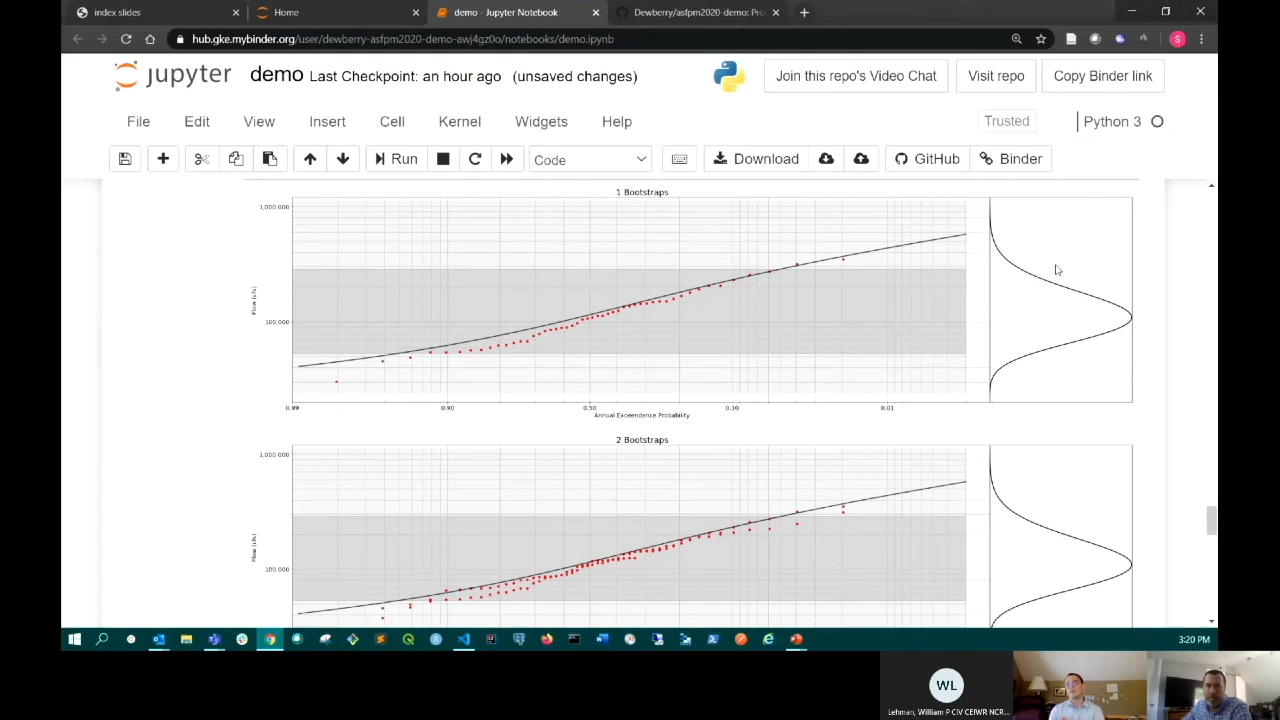 index slides
Home
demo - Jupyter Notebook
Dewberry/asfpm2020-demo: Pro
hub.gke.mybinder.org/user/dewberry-asfpm2020-demo-awj4gz0o/notebooks/demo.ipynb
S
jupyter demo Last Checkpoint: an hour ago (unsaved changes)
Join this repo's Video Chat
Visit repo
Copy Binder link
File Edit View Insert Cell Kernel Widgets Help
Trusted
Python 3
Run
Code
Download
GitHub
Binder
1 Bootstraps
1,000,000
Flow (cfs)
100,000
0.99 0.90 0.50 0.10 0.01
Annual Exceendence Probability
2 Bootstraps
1,000,000
Flow (cfs)
100,000
3:20 PM
WL
Lehman, William P CIV CEIWR NCR...